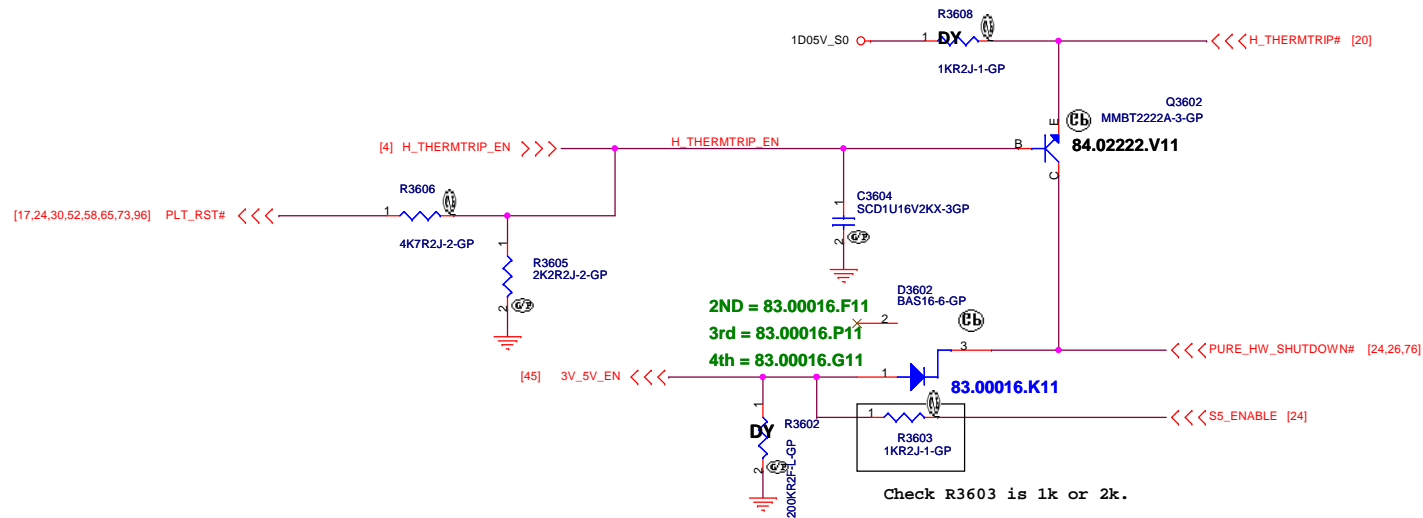 R3608
1D05V_S0
1
DY
H_THERMTRIP# [20]
1KR2J-1-GP
Q3602
MMBT2222A-3-GP
E
Cb
84.02222.V11
B
C
[4] H_THERMTRIP_EN
H_THERMTRIP_EN
R3606
[17,24,30,52,58,65,73,96] PLT_RST#
1
4K7R2J-2-GP
C3604
SCD1U16V2KX-3GP
1
2
G/P
1
R3605
2K2R2J-2-GP
2
G/P
D3602
BAS16-6-GP
2ND = 83.00016.F11
3rd = 83.00016.P11
4th = 83.00016.G11
2
Cb
3
PURE_HW_SHUTDOWN# [24,26,76]
[45] 3V_5V_EN
1
83.00016.K11
1
DY
R3602
2
G/P
200KR2F-L-GP
1
R3603
1KR2J-1-GP
S5_ENABLE [24]
Check R3603 is 1k or 2k.